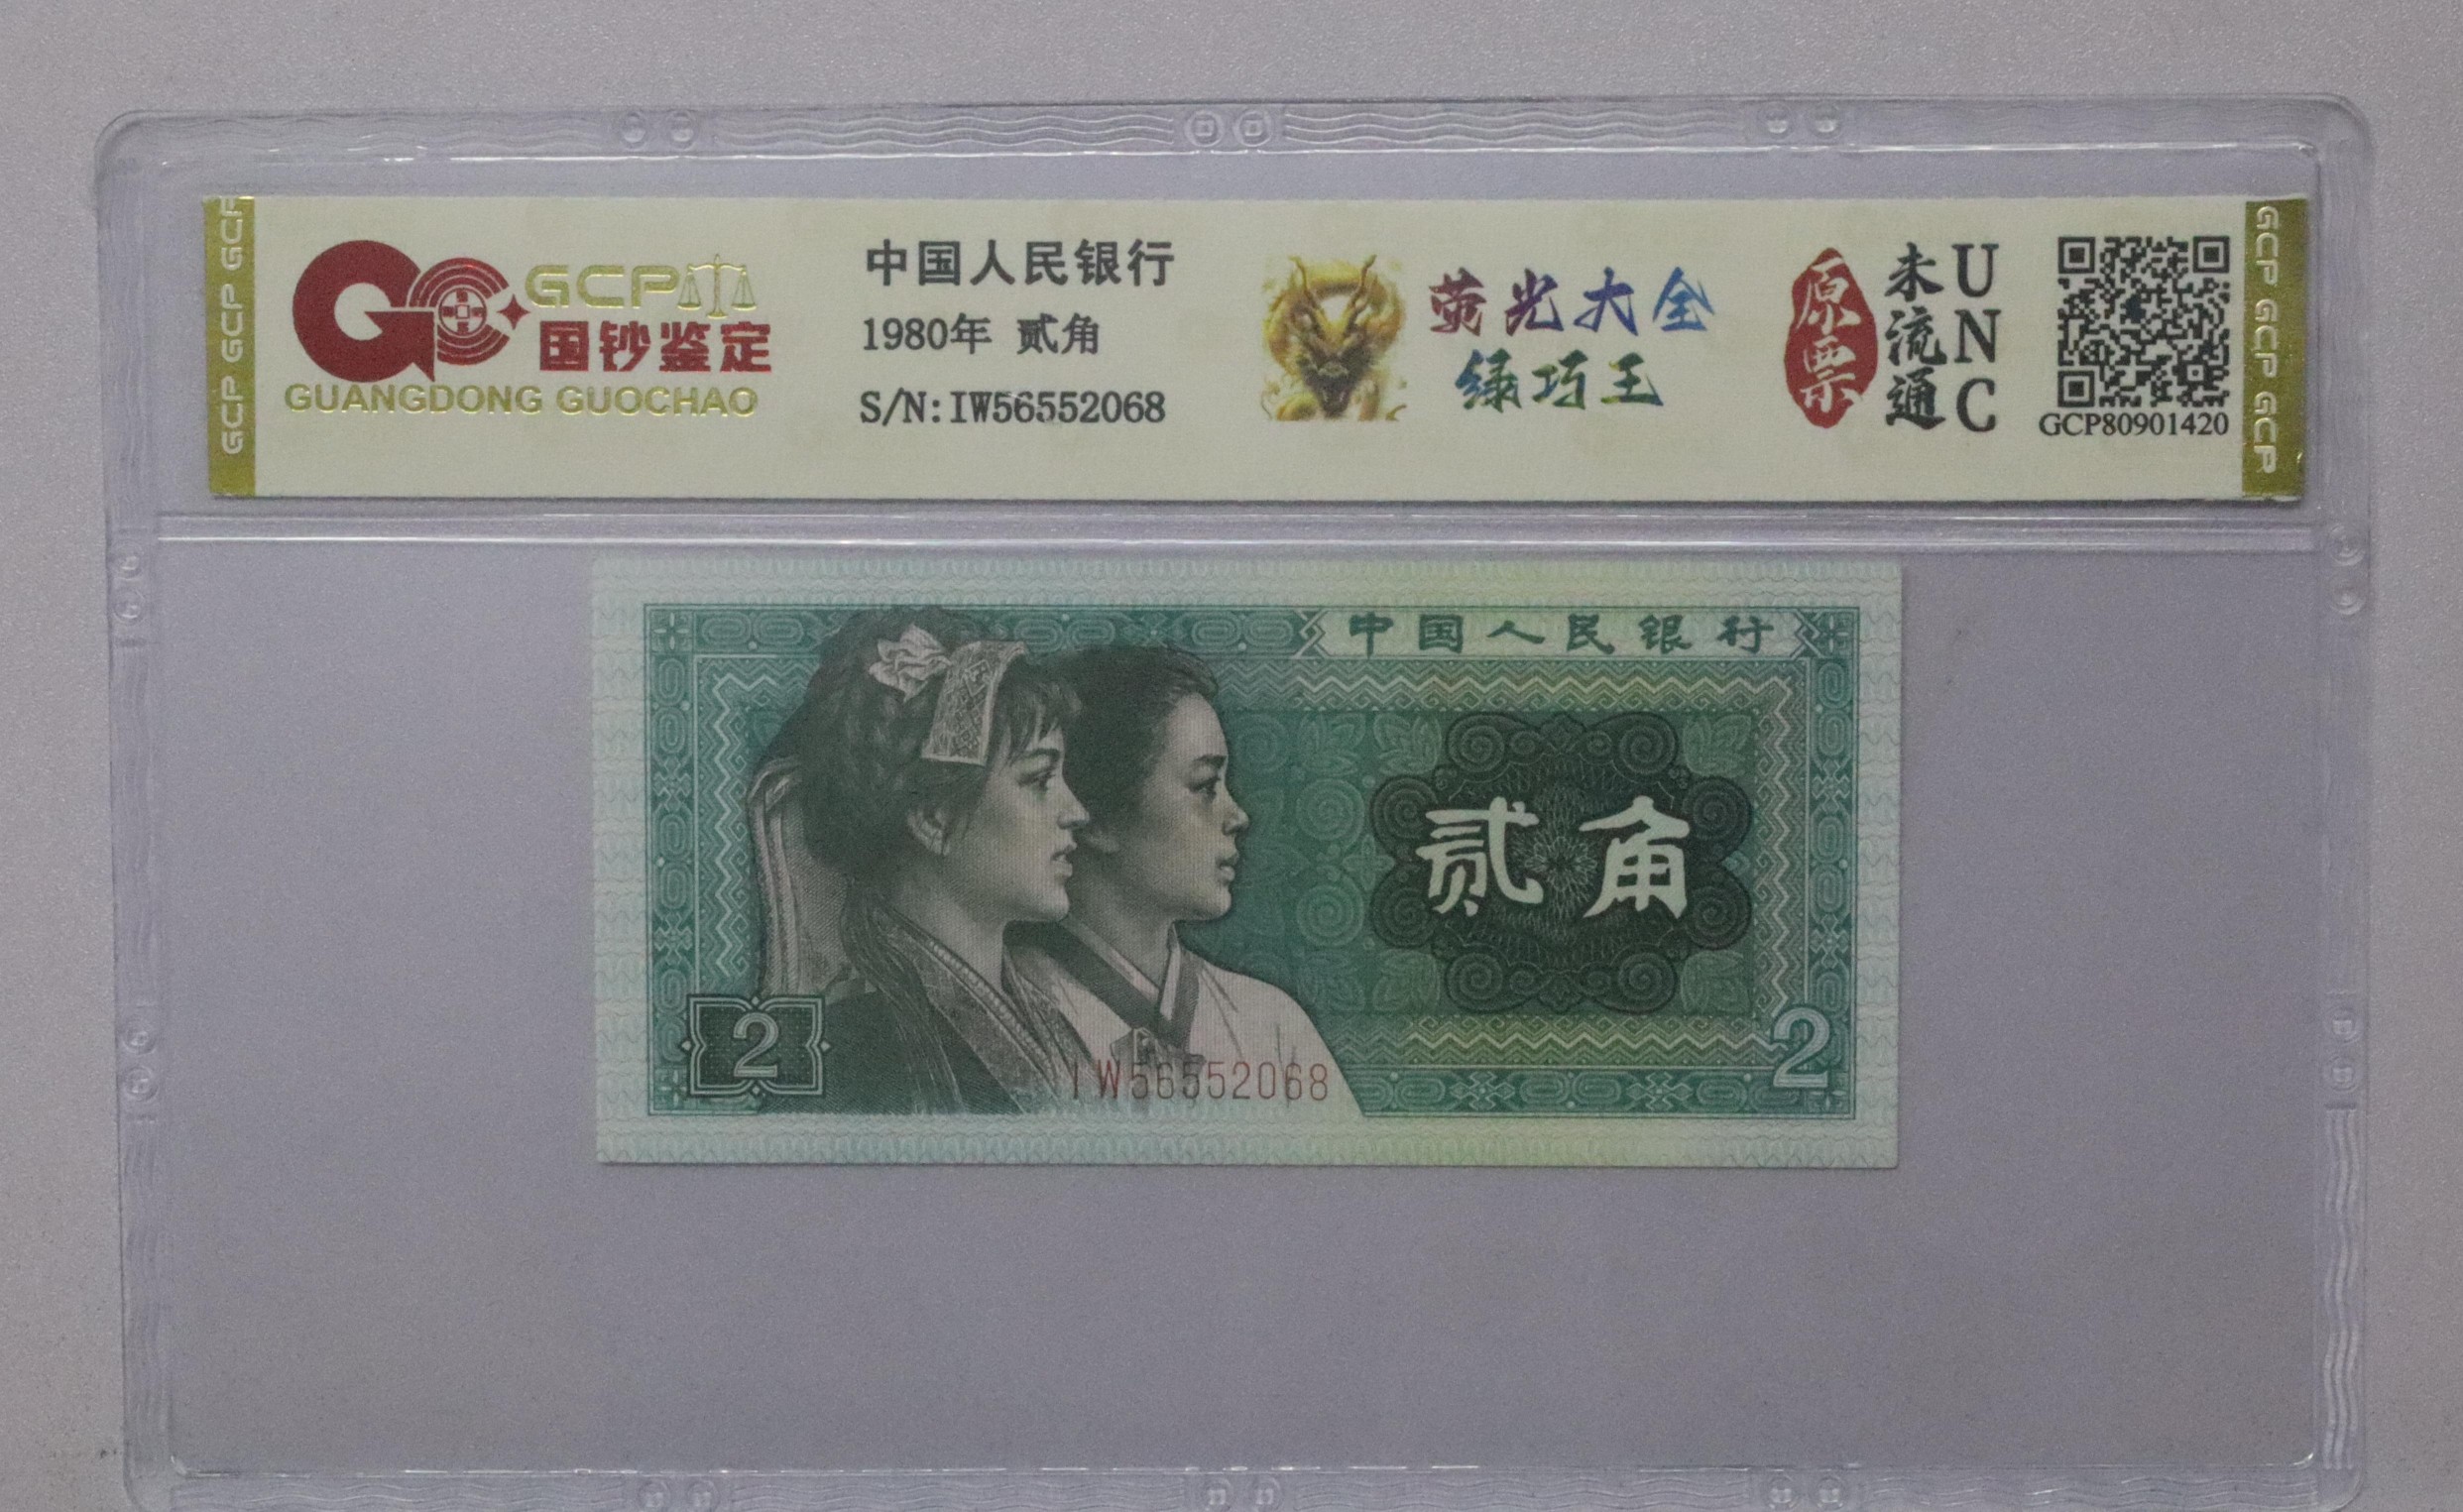 GCP GCP GCP
GCP
国钞鉴定
GUANGDONG GUOCHAO
中国人民银行
1980年 贰角
S/N:IW56552068
荧光大全
绿巧王
原票
未流通
UNC
GCP80901420
GCP GCP GCP
中国人民银行
贰角
2
2
IW56552068